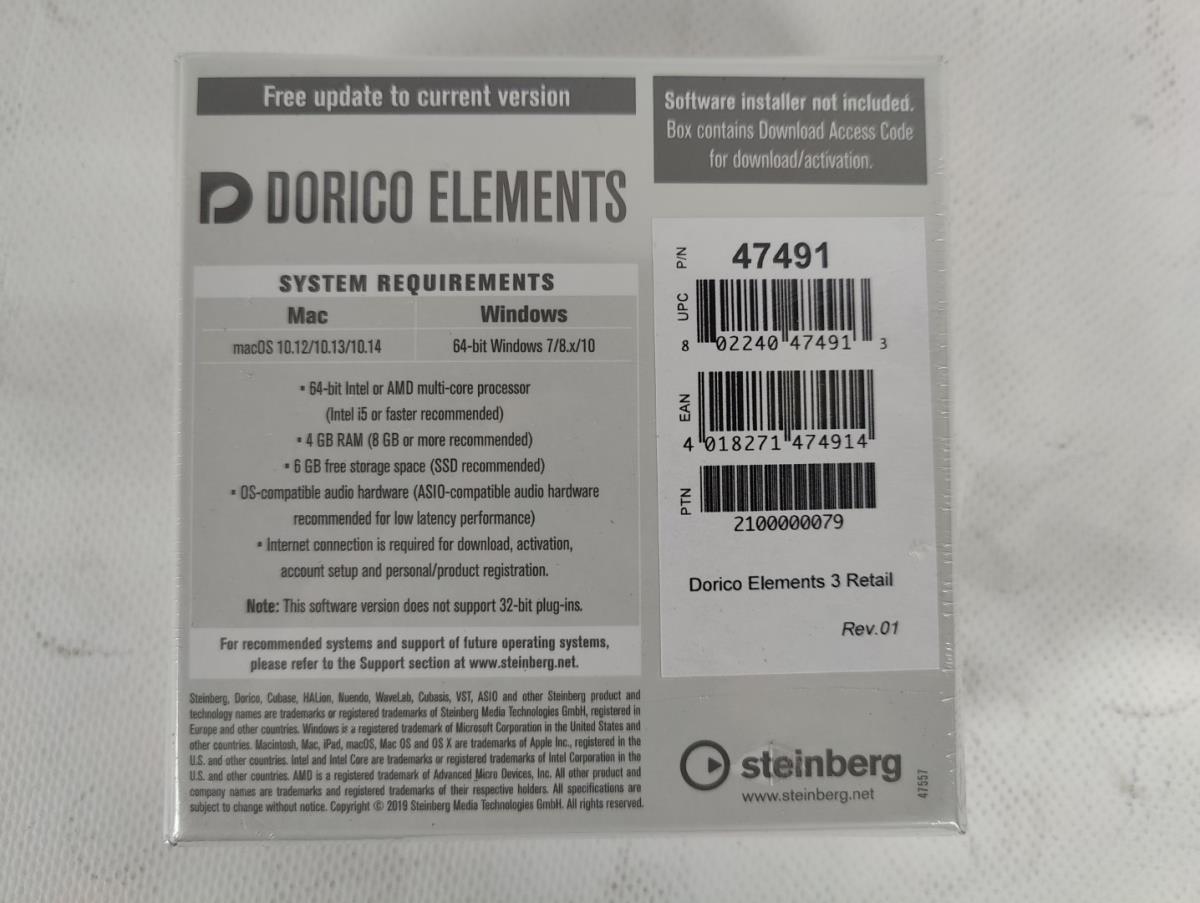 Free update to current version
DORICO ELEMENTS
SYSTEM REQUIREMENTS
Mac
Windows
macOS 10.12/10.13/10.14
64-bit Windows 7/8.x/10
▪ 64-bit Intel or AMD multi-core processor
(Intel i5 or faster recommended)
▪ 4 GB RAM (8 GB or more recommended)
▪ 6 GB free storage space (SSD recommended)
▪ OS-compatible audio hardware (ASIO-compatible audio hardware
recommended for low latency performance)
▪ Internet connection is required for download, activation,
account setup and personal/product registration.
Note: This software version does not support 32-bit plug-ins.
For recommended systems and support of future operating systems,
please refer to the Support section at www.steinberg.net.
Steinberg, Dorico, Cubase, HALion, Nuendo, WaveLab, Cubasis, VST, ASIO and other Steinberg product and
technology names are trademarks or registered trademarks of Steinberg Media Technologies GmbH, registered in
Europe and other countries. Windows is a registered trademark of Microsoft Corporation in the United States and
other countries. Macintosh, Mac, iPad, macOS, Mac OS and OS X are trademarks of Apple Inc., registered in the
U.S. and other countries. Intel and Intel Core are trademarks or registered trademarks of Intel Corporation in the
U.S. and other countries. AMD is a registered trademark of Advanced Micro Devices, Inc. All other product and
company names are trademarks and registered trademarks of their respective holders. All specifications are
subject to change without notice. Copyright © 2019 Steinberg Media Technologies GmbH. All rights reserved.
Software installer not included.
Box contains Download Access Code
for download/activation.
P/N 47491
UPC
8 02240 47491 3
EAN
4 018271 474914
PTN
2100000079
Dorico Elements 3 Retail
Rev.01
steinberg
www.steinberg.net
47557